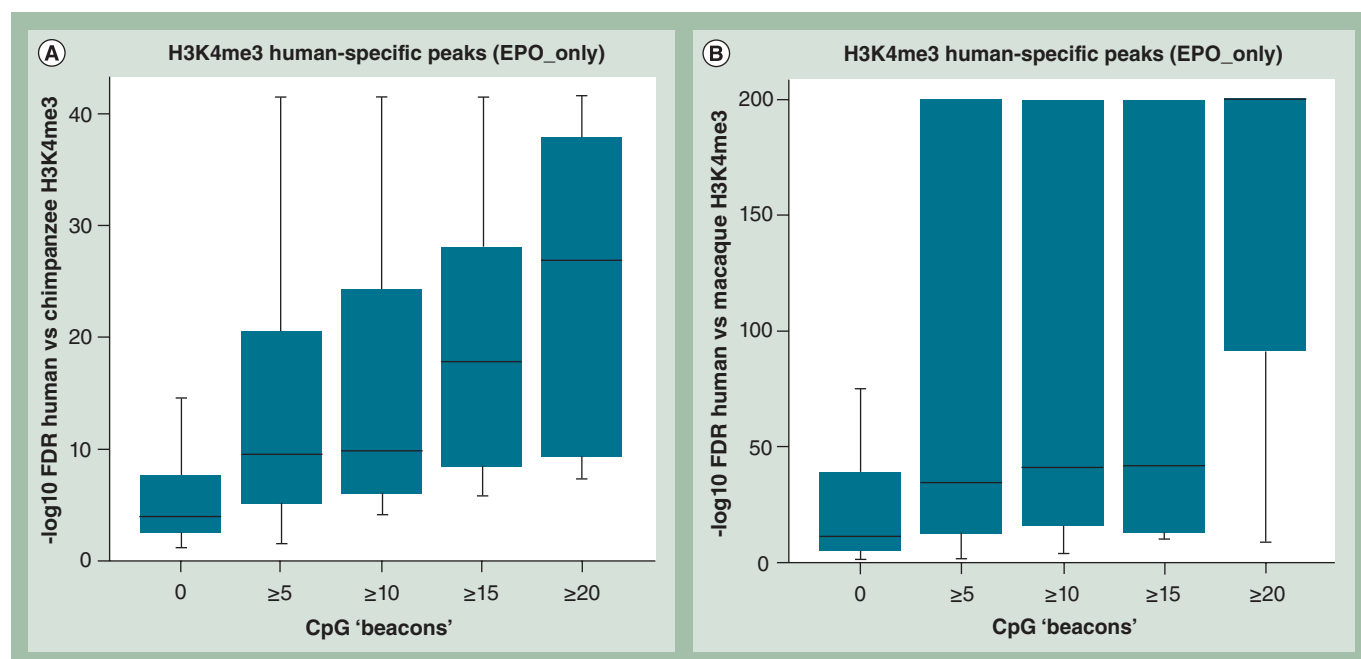 A
H3K4me3 human-specific peaks (EPO_only)
-log10 FDR human vs chimpanzee H3K4me3
40
30
20
10
0
0 ≥5 ≥10 ≥15 ≥20
CpG ‘beacons’
B
H3K4me3 human-specific peaks (EPO_only)
-log10 FDR human vs macaque H3K4me3
200
150
100
50
0
0 ≥5 ≥10 ≥15 ≥20
CpG ‘beacons’